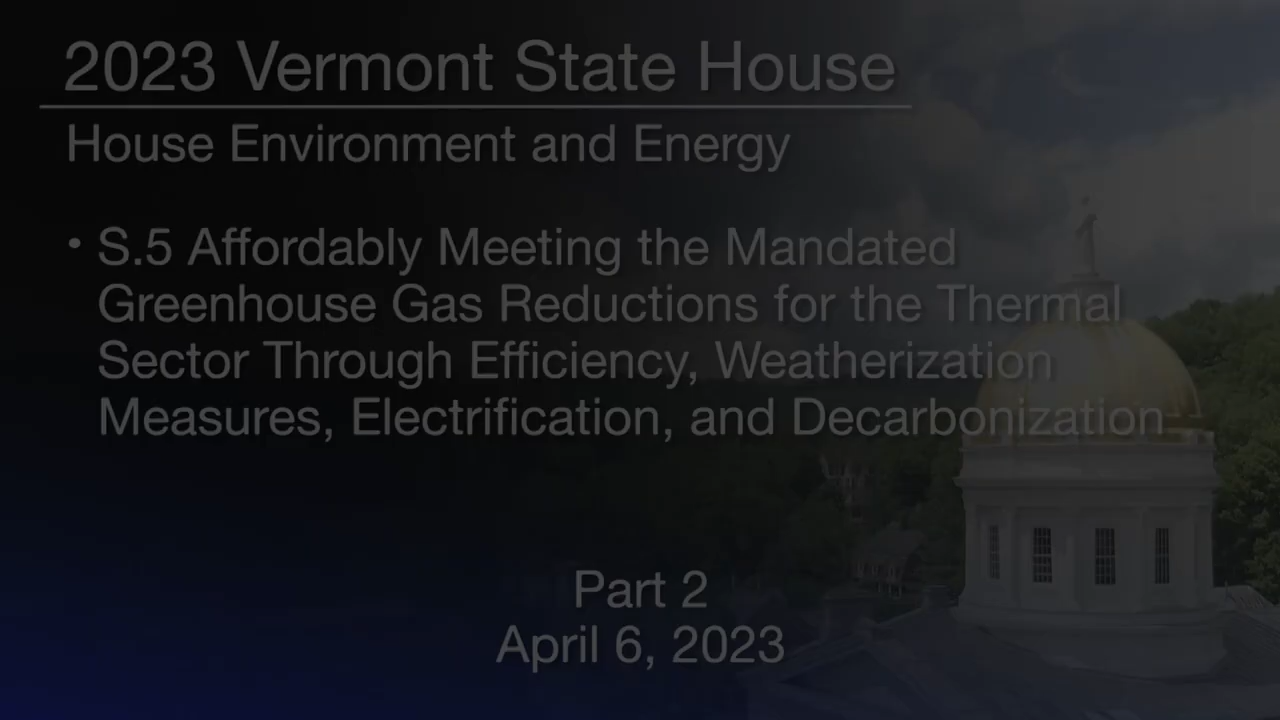 2023 Vermont State House
House Environment and Energy
• S.5 Affordably Meeting the Mandated
Greenhouse Gas Reductions for the Thermal
Sector Through Efficiency, Weatherization
Measures, Electrification, and Decarbonization
Part 2
April 6, 2023